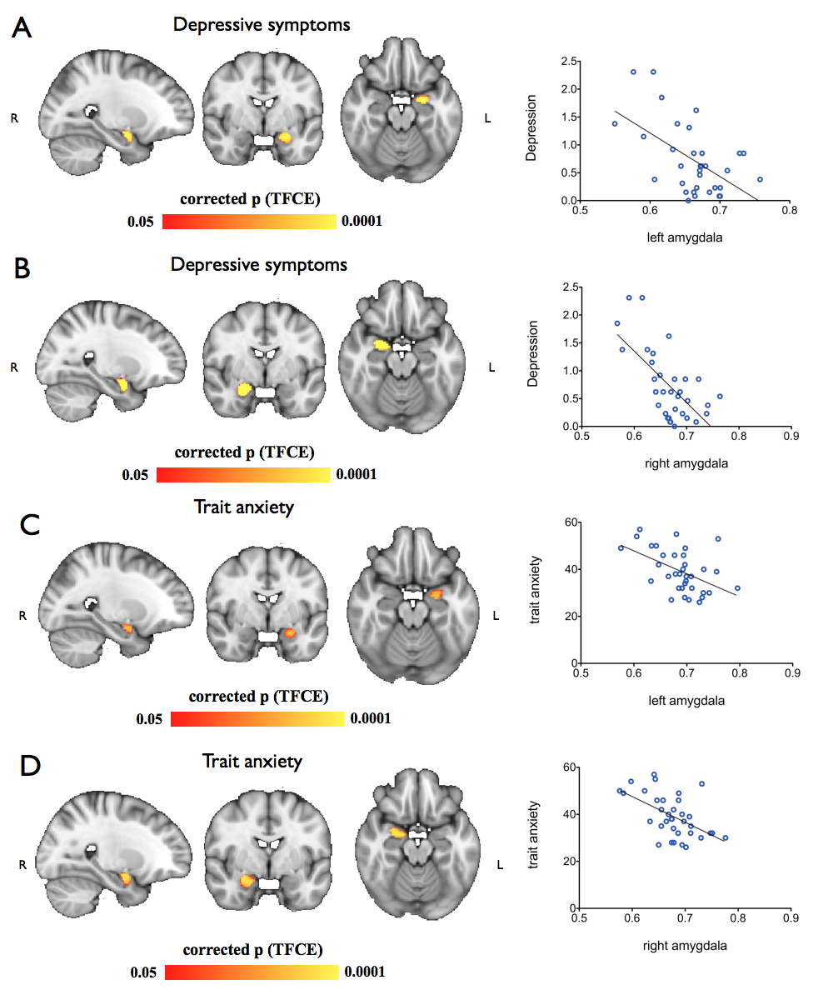 A
Depressive symptoms
R
L
corrected p (TFCE)
0.05
0.0001
2.5
2.0
1.5
1.0
0.5
0.0
Depression
0.5
0.6
0.7
0.8
left amygdala
B
Depressive symptoms
R
L
corrected p (TFCE)
0.05
0.0001
2.5
2.0
1.5
1.0
0.5
0.0
Depression
0.5
0.6
0.7
0.8
0.9
right amygdala
C
Trait anxiety
R
L
corrected p (TFCE)
0.05
0.0001
60
40
20
0
trait anxiety
0.5
0.6
0.7
0.8
0.9
left amygdala
D
Trait anxiety
R
L
corrected p (TFCE)
0.05
0.0001
60
40
20
0
trait anxiety
0.5
0.6
0.7
0.8
0.9
right amygdala